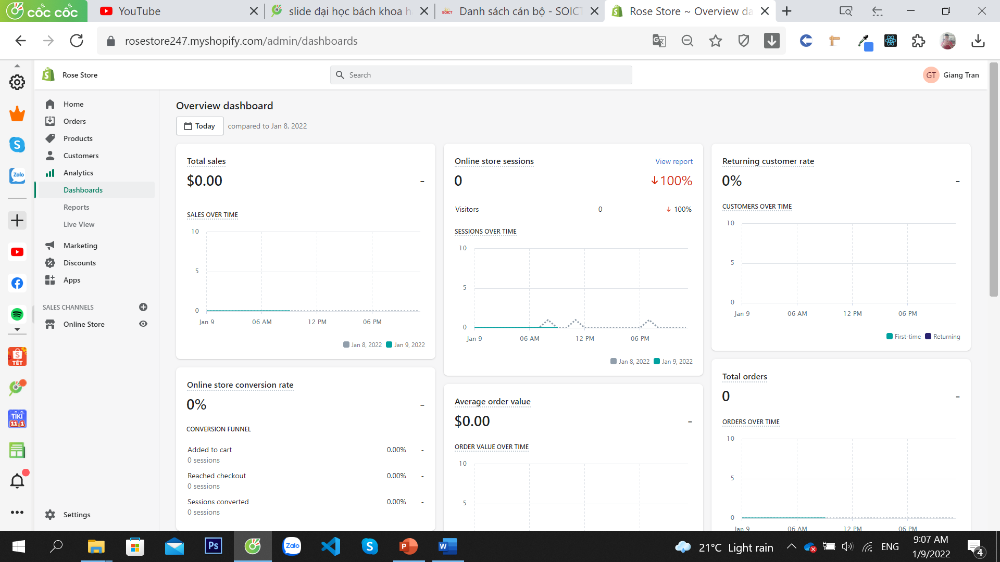 cốc cốc
YouTube
slide đại học bách khoa h
SOICT
Danh sách cán bộ - SOICT
Rose Store ~ Overview da
rosestore247.myshopify.com/admin/dashboards
Rose Store
Search
GT Giang Tran
Home
Orders
Products
Customers
Analytics
Dashboards
Reports
Live View
Marketing
Discounts
Apps
SALES CHANNELS
Online Store
Settings
Zalo
TẾT
TIKI
11.1
Overview dashboard
Today compared to Jan 8, 2022
Total sales
$0.00 -
SALES OVER TIME
10
5
0
Jan 9 06 AM 12 PM 06 PM
Jan 8, 2022 Jan 9, 2022
Online store sessions View report
0 ↓100%
Visitors 0 ↓ 100%
SESSIONS OVER TIME
10
5
0
Jan 9 06 AM 12 PM 06 PM
Jan 8, 2022 Jan 9, 2022
Returning customer rate
0% -
CUSTOMERS OVER TIME
10
5
0
Jan 9 06 AM 12 PM 06 PM
First-time Returning
Online store conversion rate
0% -
CONVERSION FUNNEL
Added to cart 0.00% -
0 sessions
Reached checkout 0.00% -
0 sessions
Sessions converted 0.00% -
0 sessions
Average order value
$0.00 -
ORDER VALUE OVER TIME
10
5
Total orders
0 -
ORDERS OVER TIME
10
5
0
Jan 9 06 AM 12 PM 06 PM
Ps
Zalo
21°C Light rain
ENG
9:07 AM
1/9/2022
4